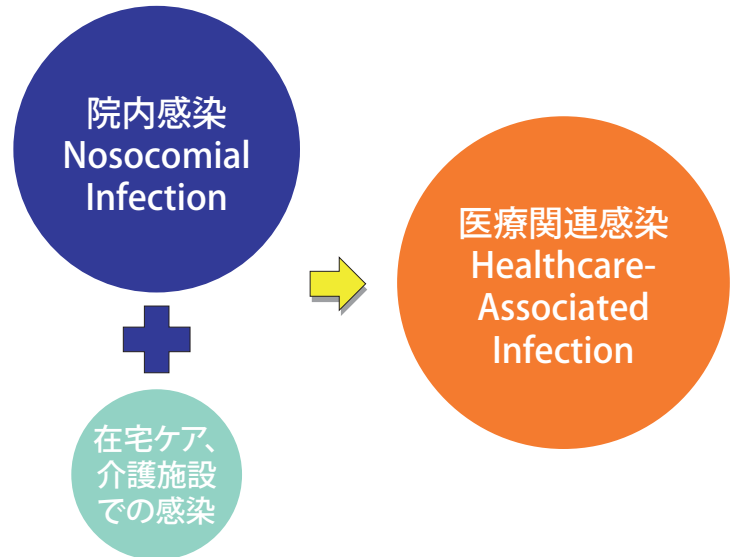 院内感染
Nosocomial
Infection
在宅ケア、
介護施設
での感染
医療関連感染
Healthcare-
Associated
Infection